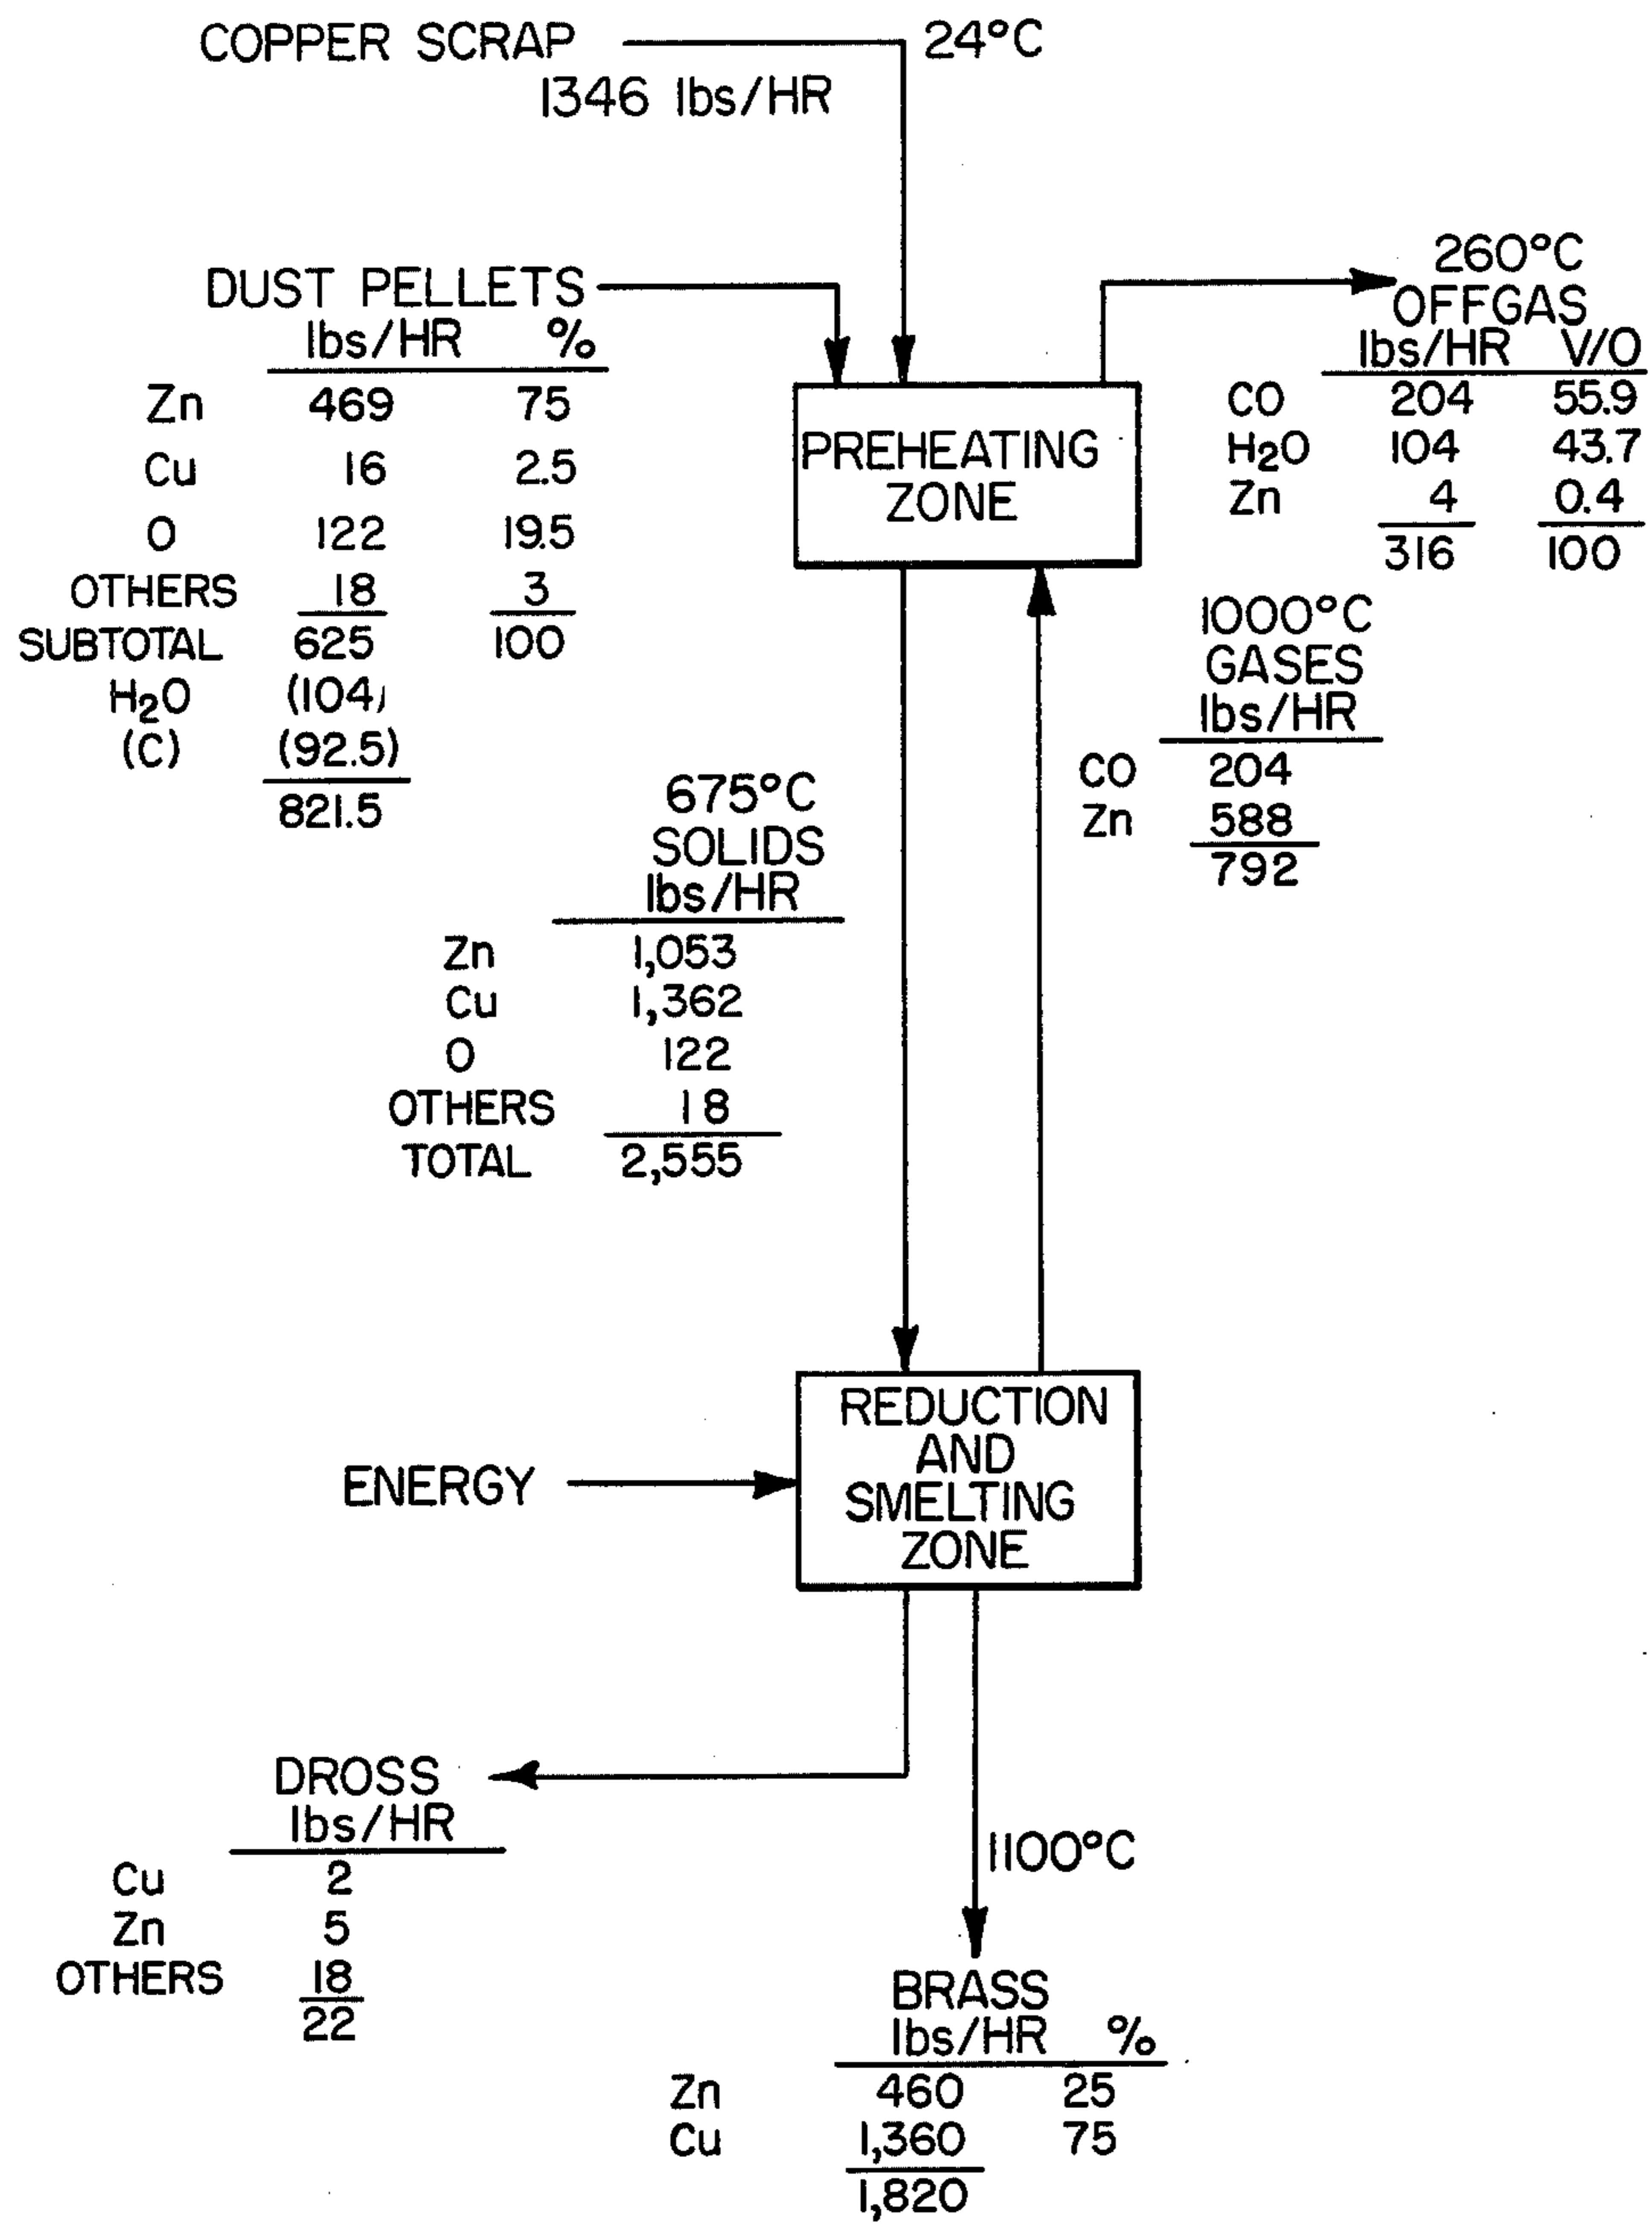 COPPER SCRAP
24°C
1346 lbs/HR
DUST PELLETS
lbs/HR %
Zn 469 75
Cu 16 2.5
O 122 19.5
OTHERS 18 3
SUBTOTAL 625 100
H2O (104)
(C) (92.5)
821.5
PREHEATING
ZONE
260°C
OFFGAS
lbs/HR V/O
CO 204 55.9
H2O 104 43.7
Zn 4 0.4
316 100
1000°C
GASES
lbs/HR
CO 204
Zn 588
792
675°C
SOLIDS
lbs/HR
Zn 1,053
Cu 1,362
O 122
OTHERS 18
TOTAL 2,555
ENERGY
REDUCTION
AND
SMELTING
ZONE
DROSS
lbs/HR
Cu 2
Zn 5
OTHERS 18
22
1100°C
BRASS
lbs/HR %
Zn 460 25
Cu 1,360 75
1,820